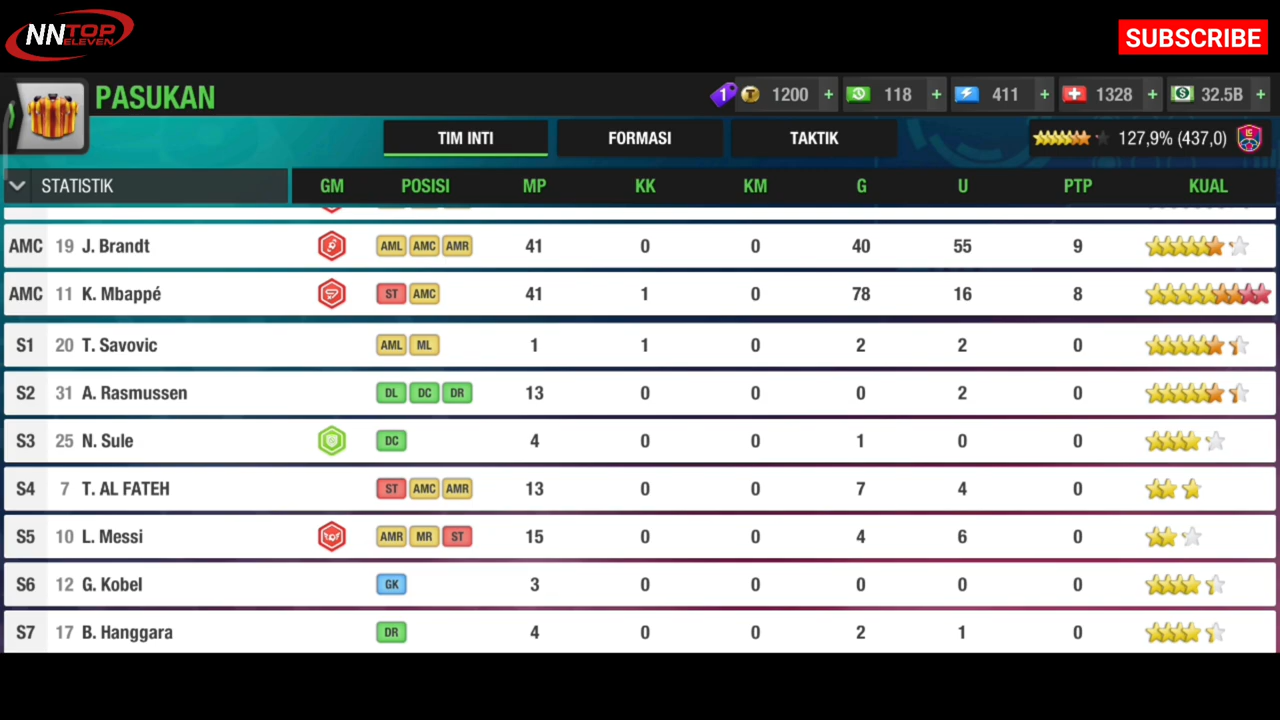 NNTOP
ELEVEN
SUBSCRIBE
PASUKAN
1 T 1200 + 118 + 411 + 1328 + $ 32.5B +
TIM INTI FORMASI TAKTIK 127,9% (437,0)
STATISTIK GM POSISI MP KK KM G U PTP KUAL
AMC 19 J. Brandt AML AMC AMR 41 0 0 40 55 9
AMC 11 K. Mbappé ST AMC 41 1 0 78 16 8
S1 20 T. Savovic AML ML 1 1 0 2 2 0
S2 31 A. Rasmussen DL DC DR 13 0 0 0 2 0
S3 25 N. Sule DC 4 0 0 1 0 0
S4 7 T. AL FATEH ST AMC AMR 13 0 0 7 4 0
S5 10 L. Messi AMR MR ST 15 0 0 4 6 0
S6 12 G. Kobel GK 3 0 0 0 0 0
S7 17 B. Hanggara DR 4 0 0 2 1 0